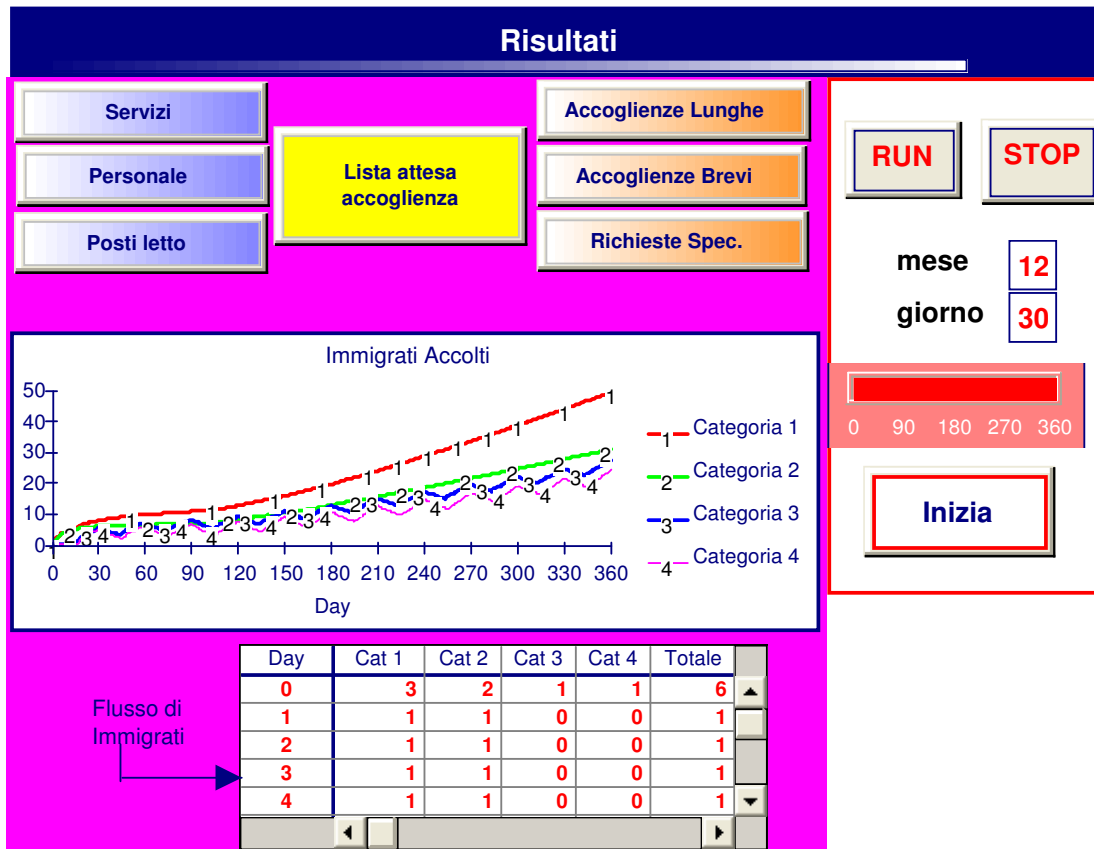 Risultati
Servizi
Personale
Posti letto
Lista attesa
accoglienza
Accoglienze Lunghe
Accoglienze Brevi
Richieste Spec.
RUN
STOP
mese 12
giorno 30
0 90 180 270 360
Inizia
Immigrati Accolti
50
40
30
20
10
0
0 30 60 90 120 150 180 210 240 270 300 330 360
Day
1 Categoria 1
2 Categoria 2
3 Categoria 3
4 Categoria 4
Flusso di
Immigrati
Day Cat 1 Cat 2 Cat 3 Cat 4 Totale
0 3 2 1 1 6
1 1 1 0 0 1
2 1 1 0 0 1
3 1 1 0 0 1
4 1 1 0 0 1